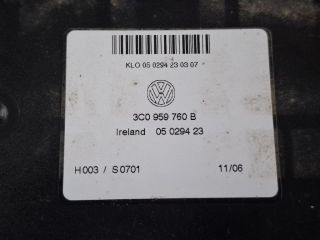 KLO 05 0294 23 03 07
3C0 959 760 B
Ireland 05 0294 23
H003 / S0701 11/06